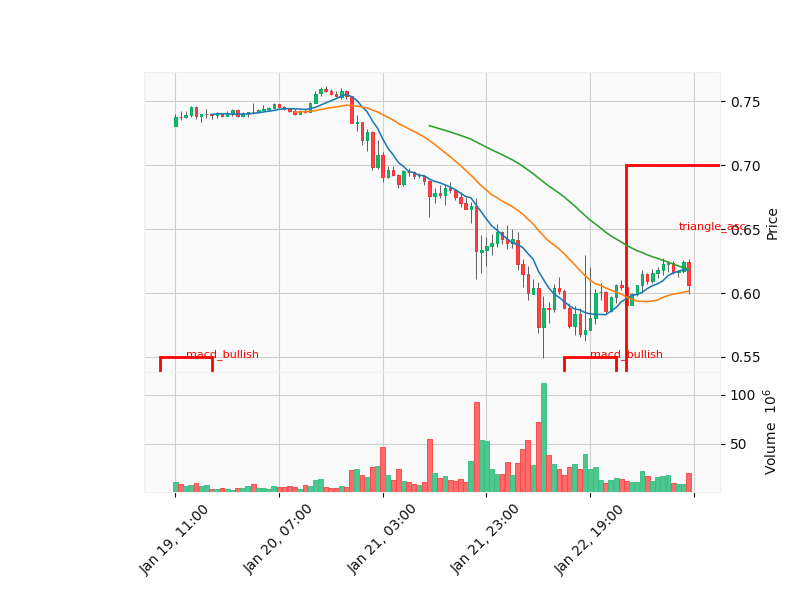 0.75
0.70
0.65
0.60
0.55
Price
triangle_asc
macd_bullish
macd_bullish
100
50
Volume 10^6
Jan 19, 11:00
Jan 20, 07:00
Jan 21, 03:00
Jan 21, 23:00
Jan 22, 19:00